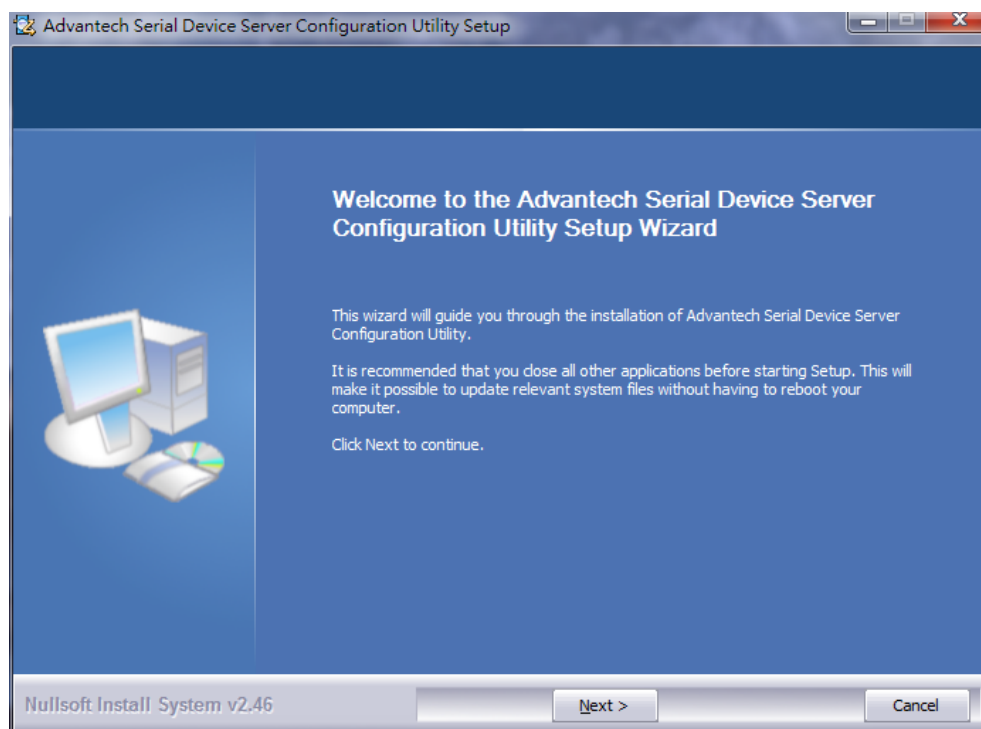 Advantech Serial Device Server Configuration Utility Setup
Welcome to the Advantech Serial Device Server
Configuration Utility Setup Wizard
This wizard will guide you through the installation of Advantech Serial Device Server
Configuration Utility.
It is recommended that you close all other applications before starting Setup. This will
make it possible to update relevant system files without having to reboot your
computer.
Click Next to continue.
Nullsoft Install System v2.46
Next >
Cancel